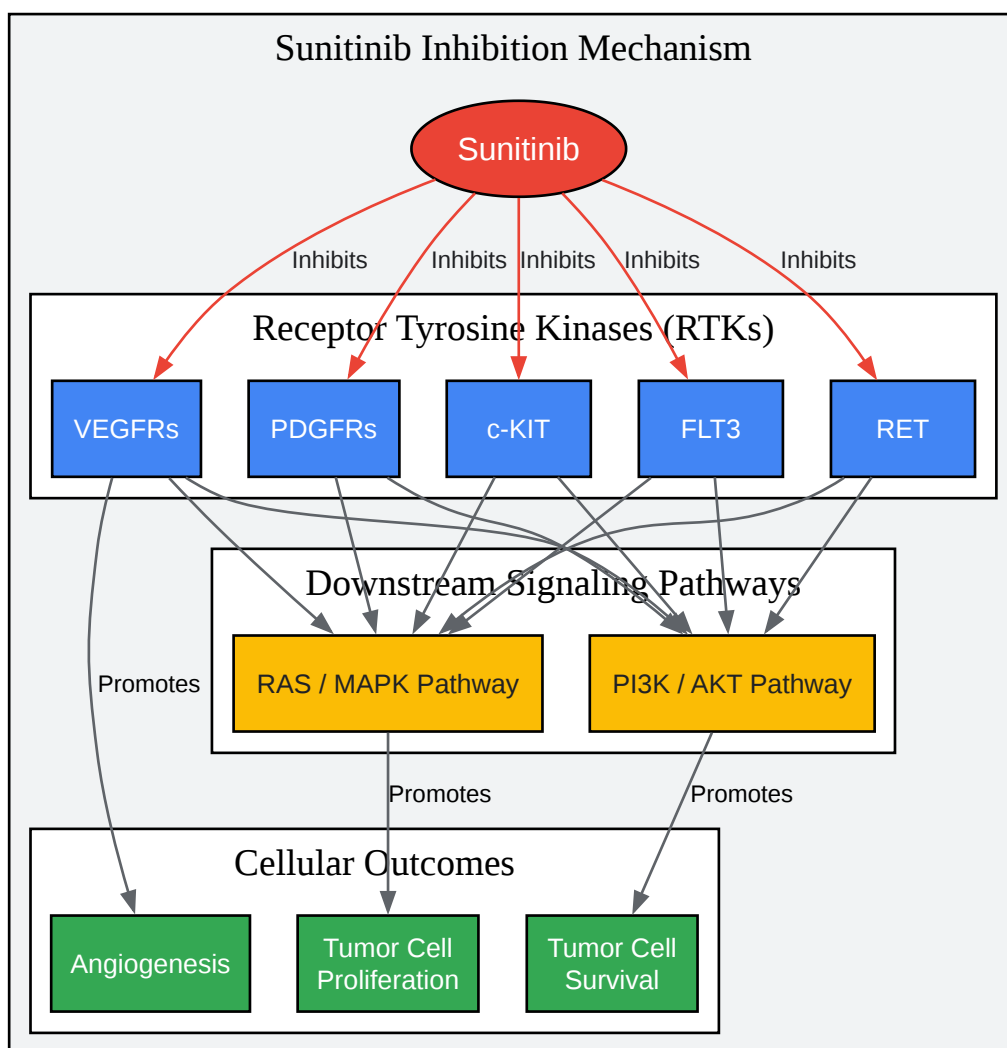 Sunitinib Inhibition Mechanism
Sunitinib
Inhibits
Inhibits
Inhibits
Inhibits
Inhibits
Receptor Tyrosine Kinases (RTKs)
VEGFRs
PDGFRs
c-KIT
FLT3
RET
Downstream Signaling Pathways
RAS / MAPK Pathway
PI3K / AKT Pathway
Promotes
Promotes
Promotes
Cellular Outcomes
Angiogenesis
Tumor Cell
Proliferation
Tumor Cell
Survival